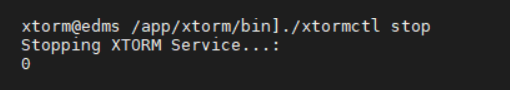 xtorm@edms /app/xtorm/bin]./xtormctl stop
Stopping XTORM Service...:
0